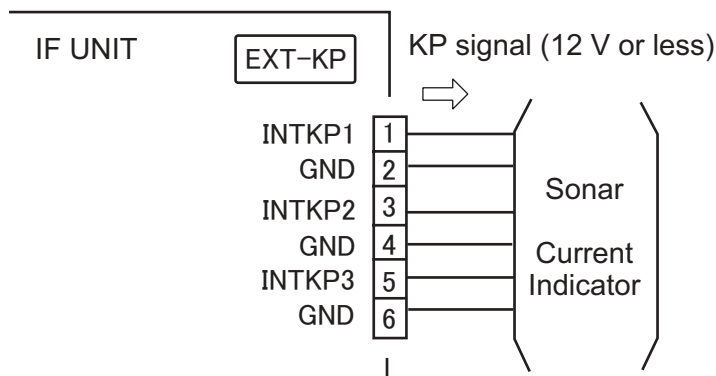 IF UNIT
EXT-KP
KP signal (12 V or less)
INTKP1 1
GND 2
INTKP2 3
GND 4
INTKP3 5
GND 6
Sonar
Current
Indicator